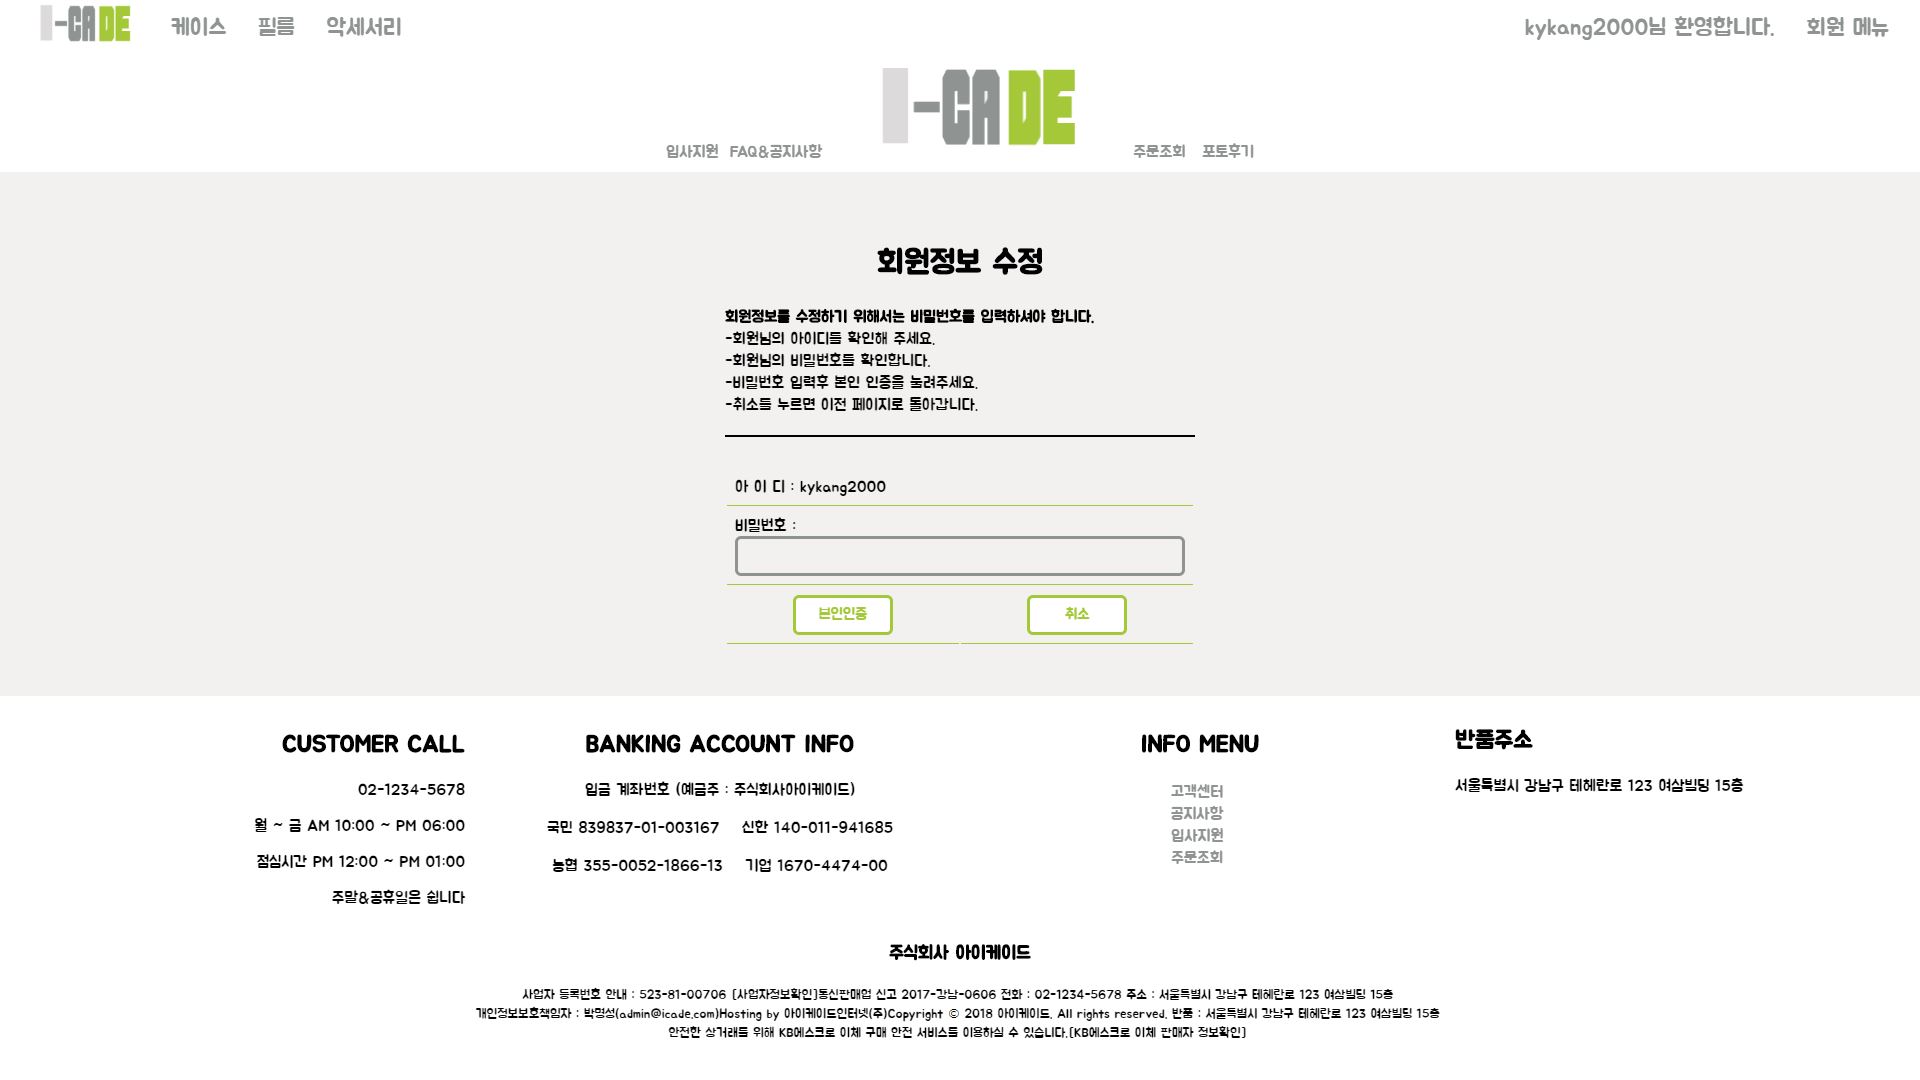 I-CADE 케이스 필름 악세서리 kykang2000님 환영합니다. 회원 메뉴
I-CADE
입사지원 FAQ&공지사항 주문조회 포토후기
회원정보 수정
회원정보를 수정하기 위해서는 비밀번호를 입력하셔야 합니다.
-회원님의 아이디를 확인해 주세요.
-회원님의 비밀번호를 확인합니다.
-비밀번호 입력후 본인 인증을 눌려주세요.
-취소를 누르면 이전 페이지로 돌아갑니다.
아 이 디 : kykang2000
비밀번호 :
본인인증 취소
CUSTOMER CALL
02-1234-5678
월 ~ 금 AM 10:00 ~ PM 06:00
점심시간 PM 12:00 ~ PM 01:00
주말&공휴일은 쉽니다
BANKING ACCOUNT INFO
입금 계좌번호 (예금주 : 주식회사아이케이드)
국민 839837-01-003167 신한 140-011-941685
농협 355-0052-1866-13 기업 1670-4474-00
INFO MENU
고객센터
공지사항
입사지원
주문조회
반품주소
서울특별시 강남구 테헤란로 123 여삼빌딩 15층
주식회사 아이케이드
사업자 등록번호 안내 : 523-81-00706 [사업자정보확인]통신판매업 신고 2017-강남-0606 전화 : 02-1234-5678 주소 : 서울특별시 강남구 테헤란로 123 여삼빌딩 15층
개인정보보호책임자 : 박명성(admin@icade.com)Hosting by 아이케이드인터넷(주)Copyright © 2018 아이케이드. All rights reserved. 반품 : 서울특별시 강남구 테헤란로 123 여삼빌딩 15층
안전한 상거래를 위해 KB에스크로 이체 구매 안전 서비스를 이용하실 수 있습니다.[KB에스크로 이체 판매자 정보확인]